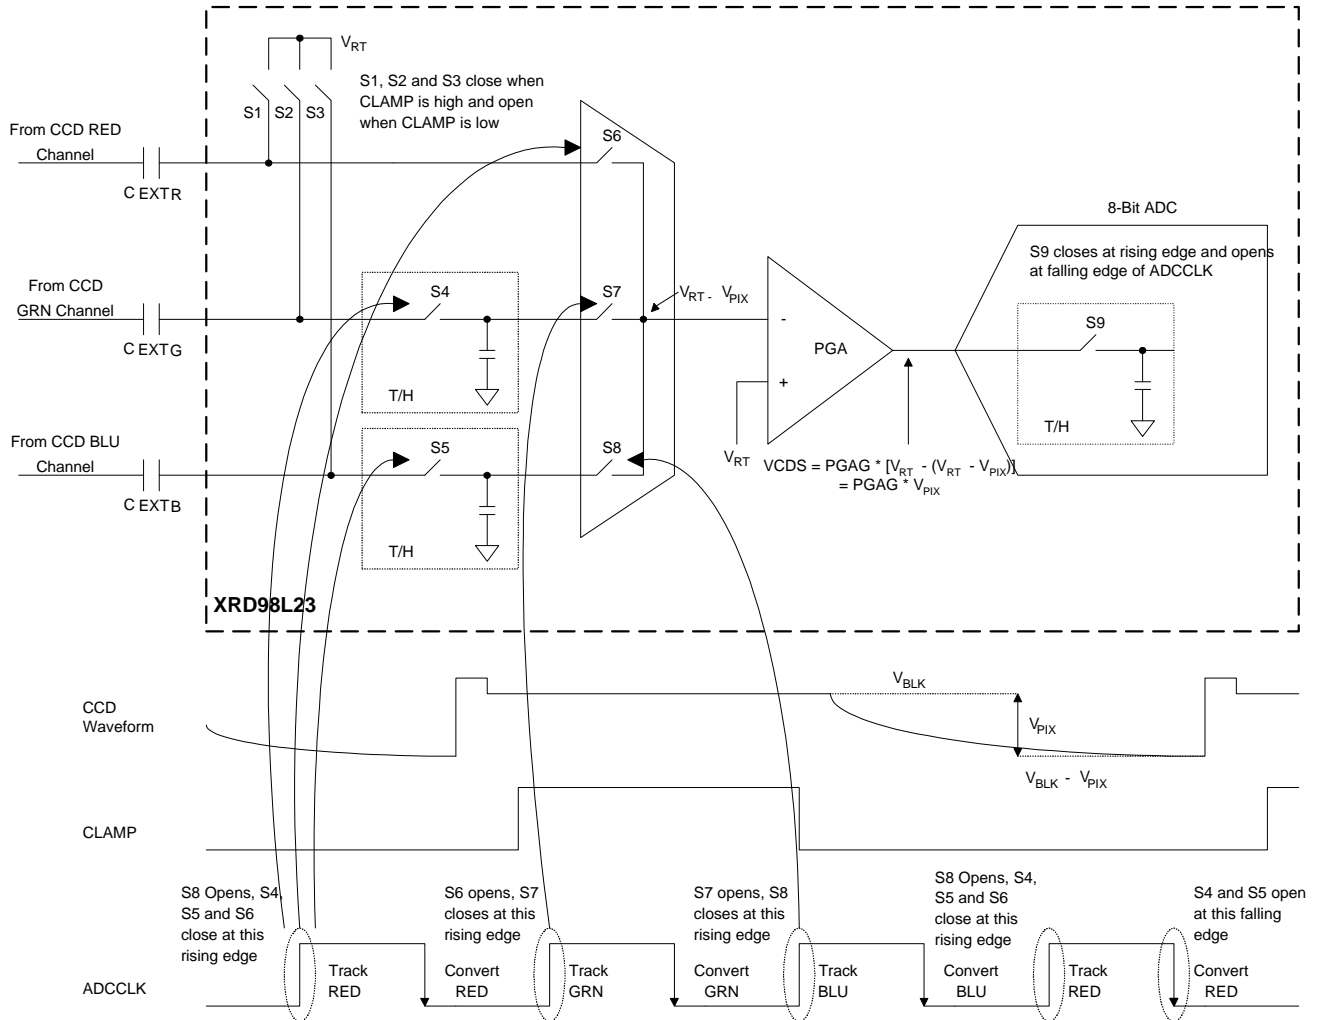 V_RT
S1, S2 and S3 close when
CLAMP is high and open
when CLAMP is low
S1 S2 S3
From CCD RED
Channel
C EXTR
S6
8-Bit ADC
S9 closes at rising edge and opens
at falling edge of ADCCLK
From CCD
GRN Channel
C EXTG
S4
T/H
S7
V_RT - V_PIX
-
PGA
+
V_RT
S9
T/H
From CCD BLU
Channel
C EXTB
S5
T/H
S8
VCDS = PGAG * [V_RT - (V_RT - V_PIX)]
= PGAG * V_PIX
XRD98L23
CCD
Waveform
V_BLK
V_PIX
V_BLK - V_PIX
CLAMP
S8 Opens, S4,
S5 and S6
close at this
rising edge
S6 opens, S7
closes at this
rising edge
S7 opens, S8
closes at this
rising edge
S8 Opens, S4,
S5 and S6
close at this
rising edge
S4 and S5 open
at this falling
edge
ADCCLK
Track
RED
Convert
RED
Track
GRN
Convert
GRN
Track
BLU
Convert
BLU
Track
RED
Convert
RED